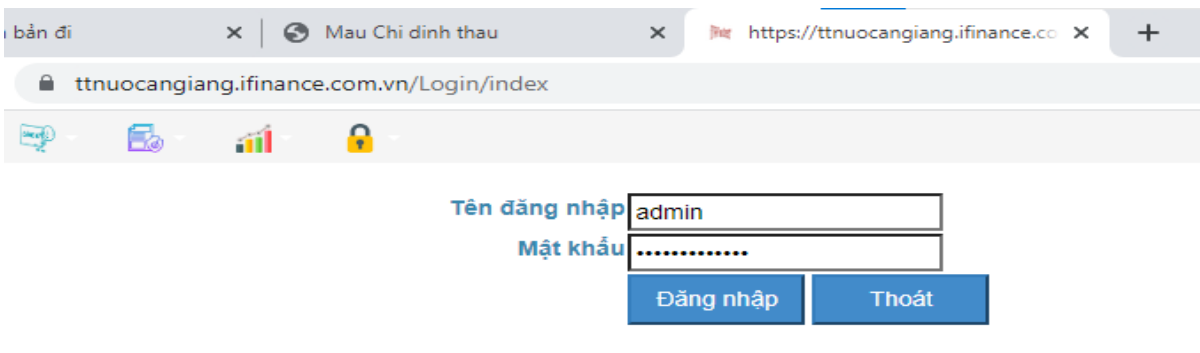 bản đi
Mau Chi dinh thau
https://ttnuocangiang.ifinance.co
ttnuocangiang.ifinance.com.vn/Login/index
Tên đăng nhập admin
Mật khẩu •••••••••••••
Đăng nhập Thoát